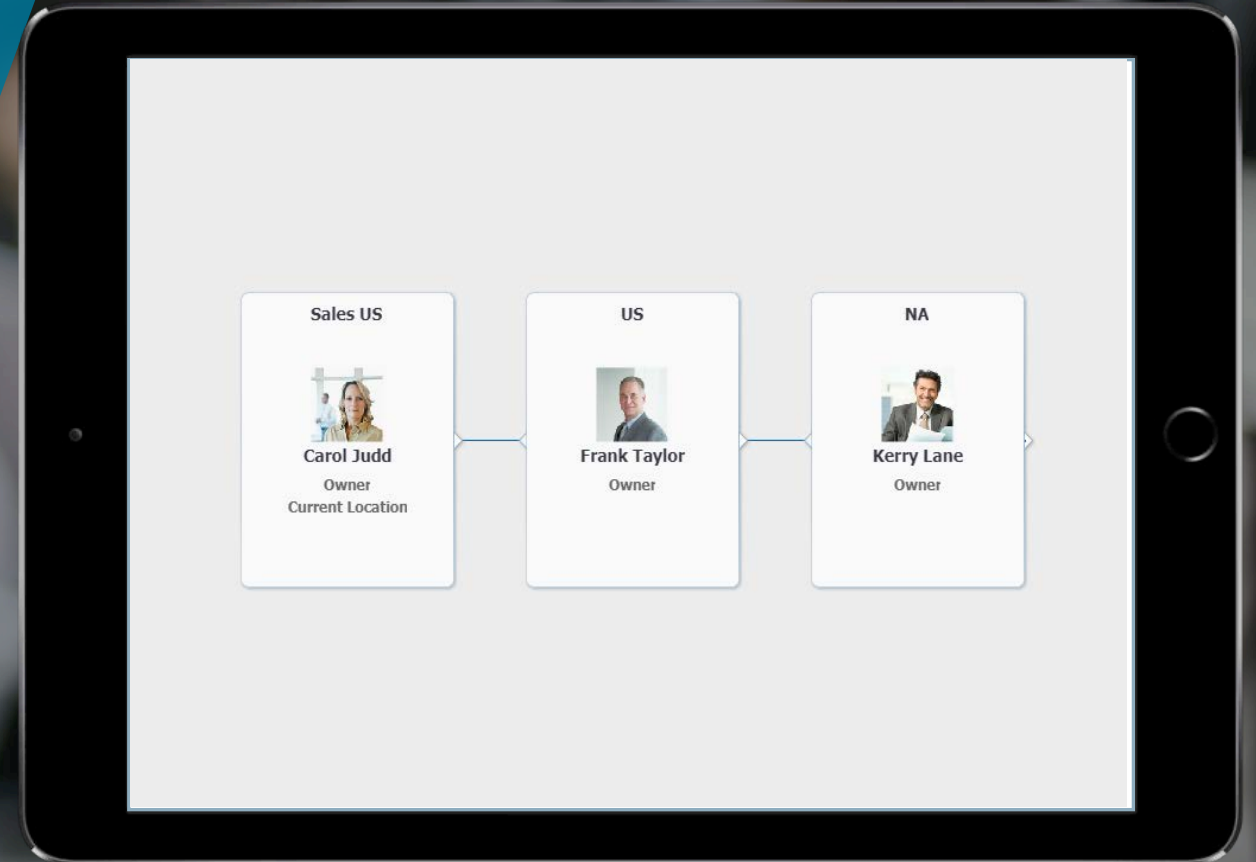 Sales US
Carol Judd
Owner
Current Location
US
Frank Taylor
Owner
NA
Kerry Lane
Owner